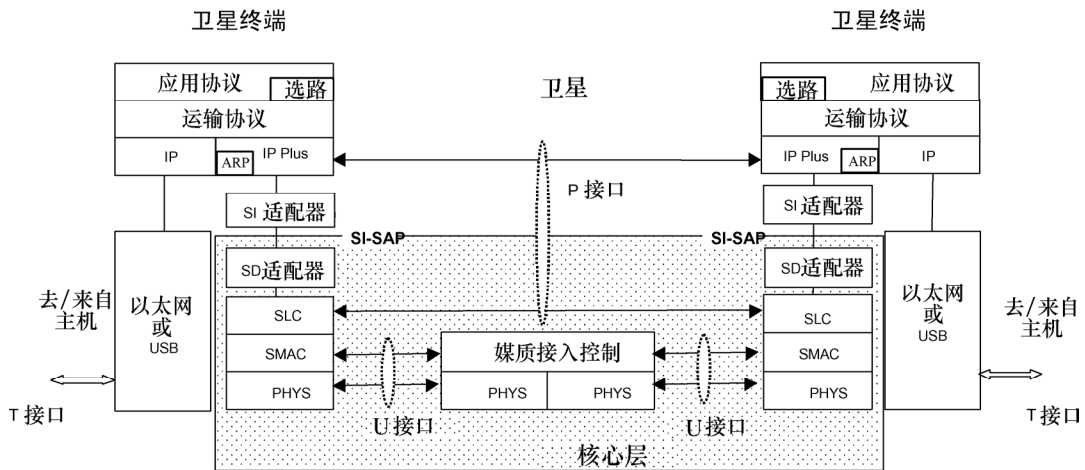 卫星终端
卫星终端
应用协议
选路
运输协议
IP
ARP
IP Plus
卫星
选路
应用协议
运输协议
IP Plus
ARP
IP
P 接口
SI 适配器
SI 适配器
SI-SAP
SI-SAP
SD适配器
SD适配器
去/来自
主机
以太网
或
USB
SLC
SMAC
PHYS
媒质接入控制
PHYS
PHYS
SLC
SMAC
PHYS
以太网
或
USB
去/来自
主机
T 接口
U 接口
U 接口
T 接口
核心层